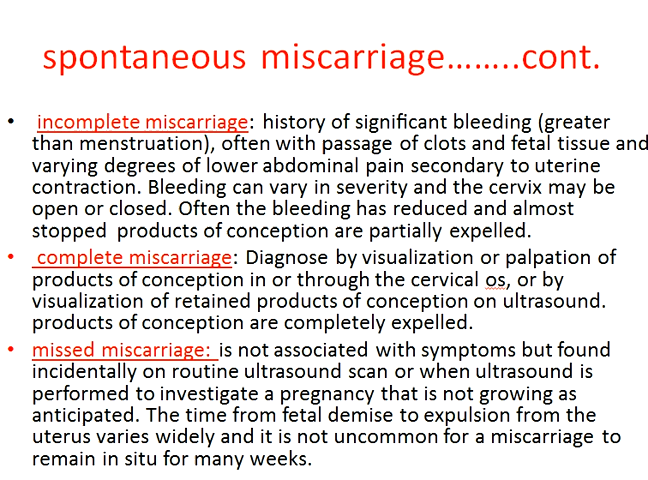 spontaneous miscarriage……..cont.
• incomplete miscarriage: history of significant bleeding (greater
than menstruation), often with passage of clots and fetal tissue and
varying degrees of lower abdominal pain secondary to uterine
contraction. Bleeding can vary in severity and the cervix may be
open or closed. Often the bleeding has reduced and almost
stopped products of conception are partially expelled.
• complete miscarriage: Diagnose by visualization or palpation of
products of conception in or through the cervical os, or by
visualization of retained products of conception on ultrasound.
products of conception are completely expelled.
• missed miscarriage: is not associated with symptoms but found
incidentally on routine ultrasound scan or when ultrasound is
performed to investigate a pregnancy that is not growing as
anticipated. The time from fetal demise to expulsion from the
uterus varies widely and it is not uncommon for a miscarriage to
remain in situ for many weeks.